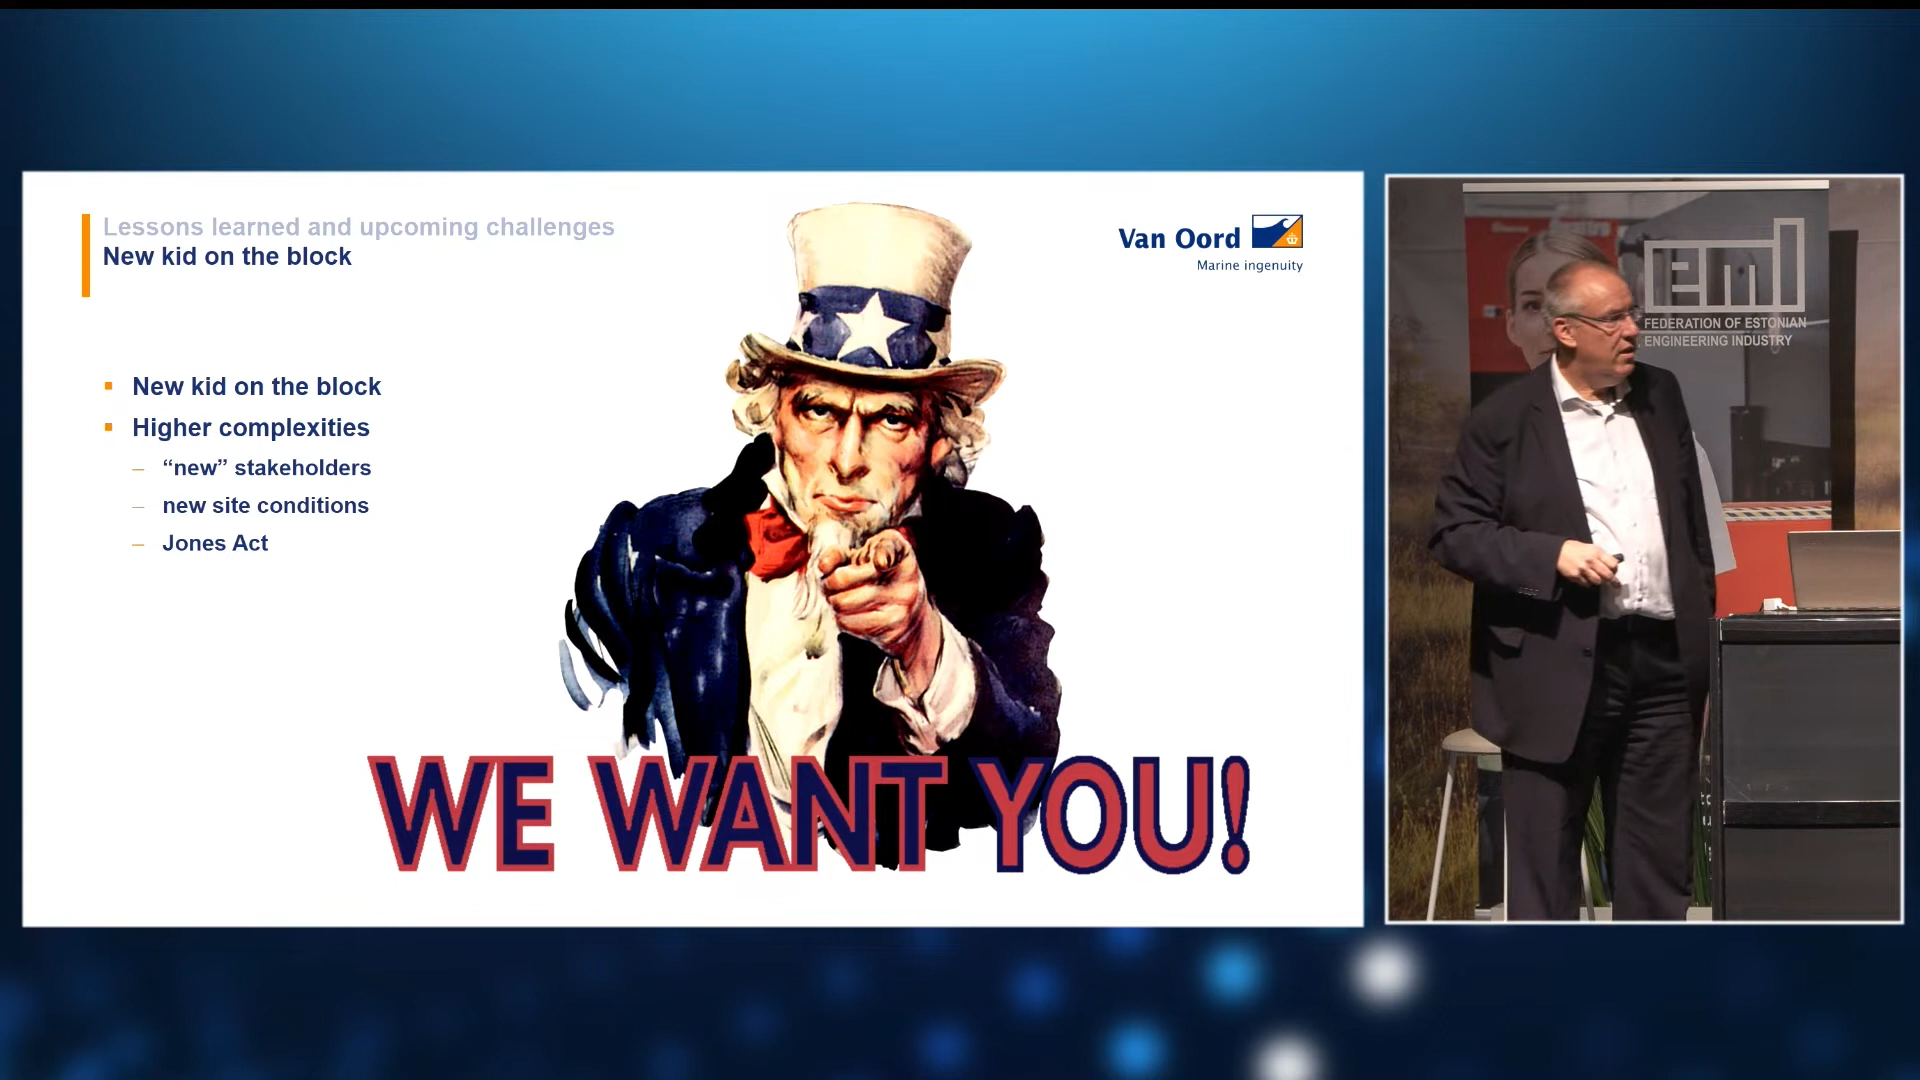 Lessons learned and upcoming challenges
New kid on the block
Van Oord
Marine ingenuity
New kid on the block
Higher complexities
“new” stakeholders
new site conditions
Jones Act
WE WANT YOU!
eml
FEDERATION OF ESTONIAN
ENGINEERING INDUSTRY